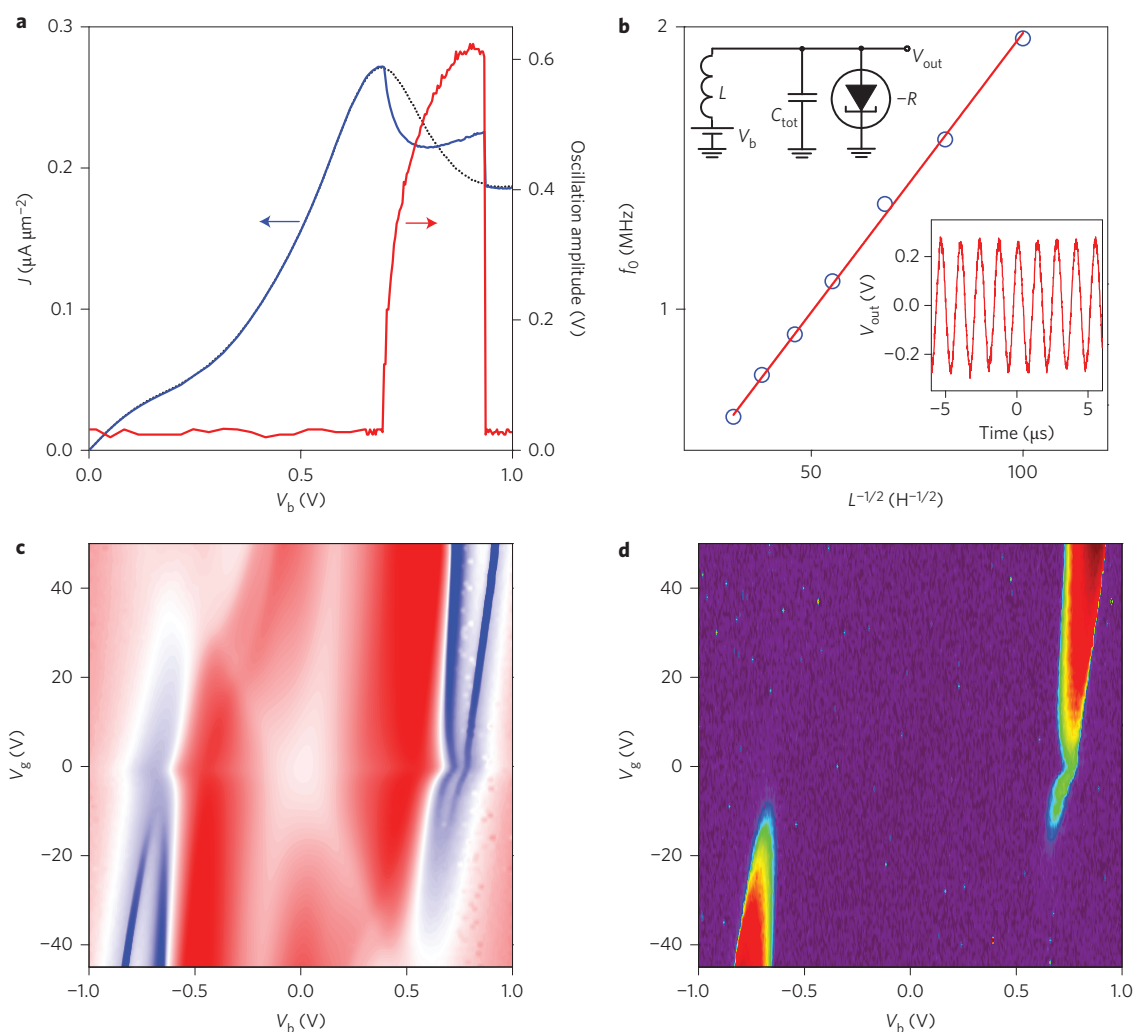 a
0.3
0.2
0.1
0.0
J (μA μm⁻²)
0.6
0.4
0.2
0.0
Oscillation amplitude (V)
0.0
0.5
1.0
V_b (V)
b
2
1
f_0 (MHz)
L
V_b
C_tot
−R
V_out
0.2
0.0
−0.2
V_out (V)
−5
0
5
Time (μs)
50
100
L^−1/2 (H^−1/2)
c
40
20
0
−20
−40
V_g (V)
−1.0
−0.5
0.0
0.5
1.0
V_b (V)
d
40
20
0
−20
−40
V_g (V)
−1.0
−0.5
0.0
0.5
1.0
V_b (V)